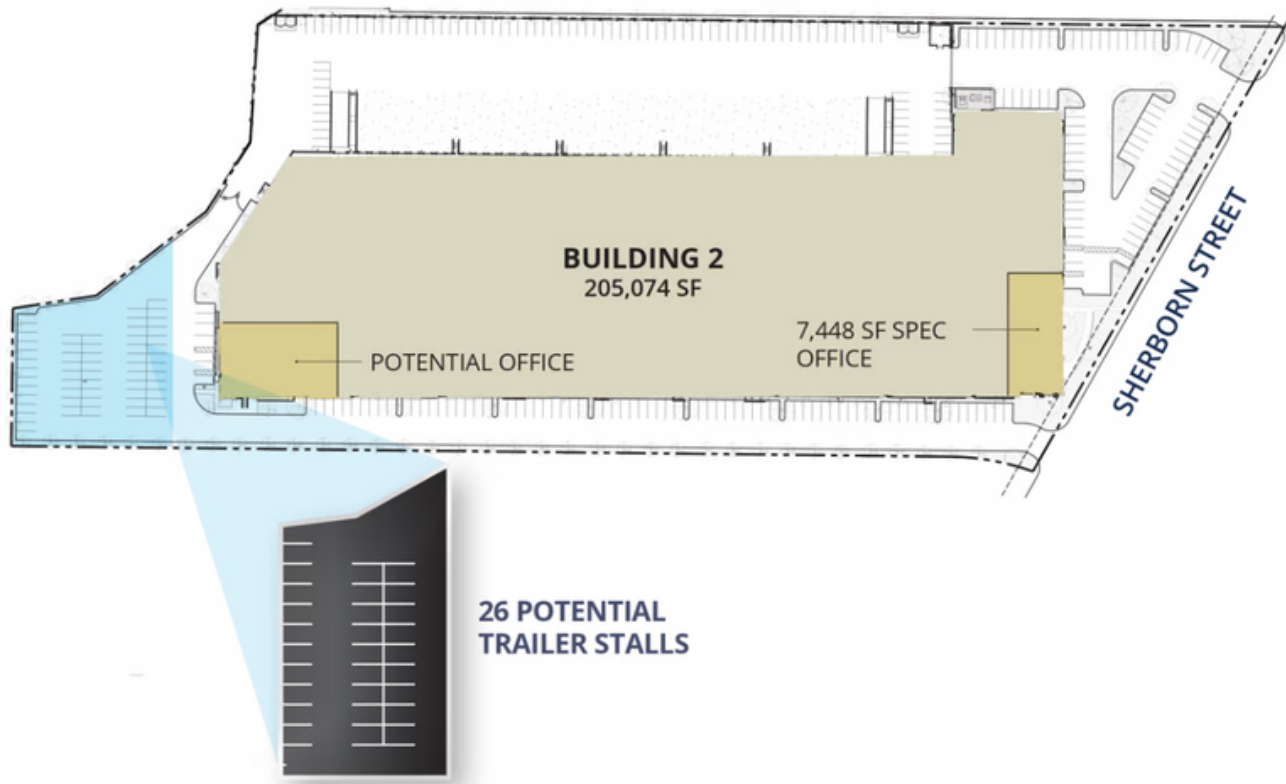 BUILDING 2
205,074 SF
POTENTIAL OFFICE
7,448 SF SPEC
OFFICE
SHERBORN STREET
26 POTENTIAL
TRAILER STALLS